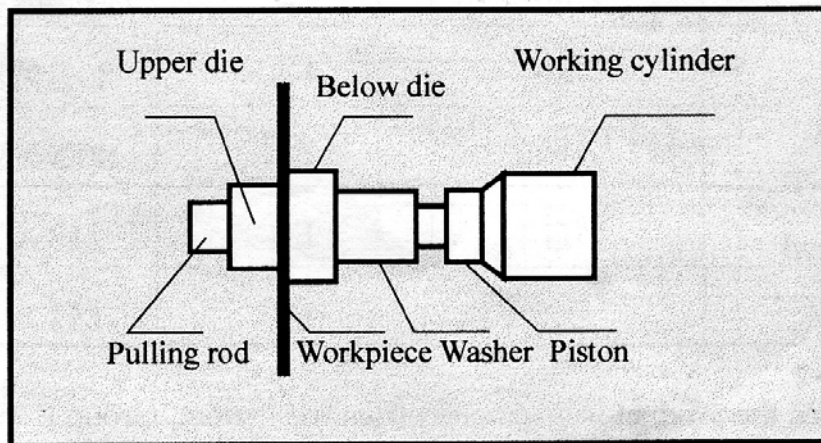 Upper die
Working cylinder
Below die
Pulling rod
Workpiece
Washer
Piston